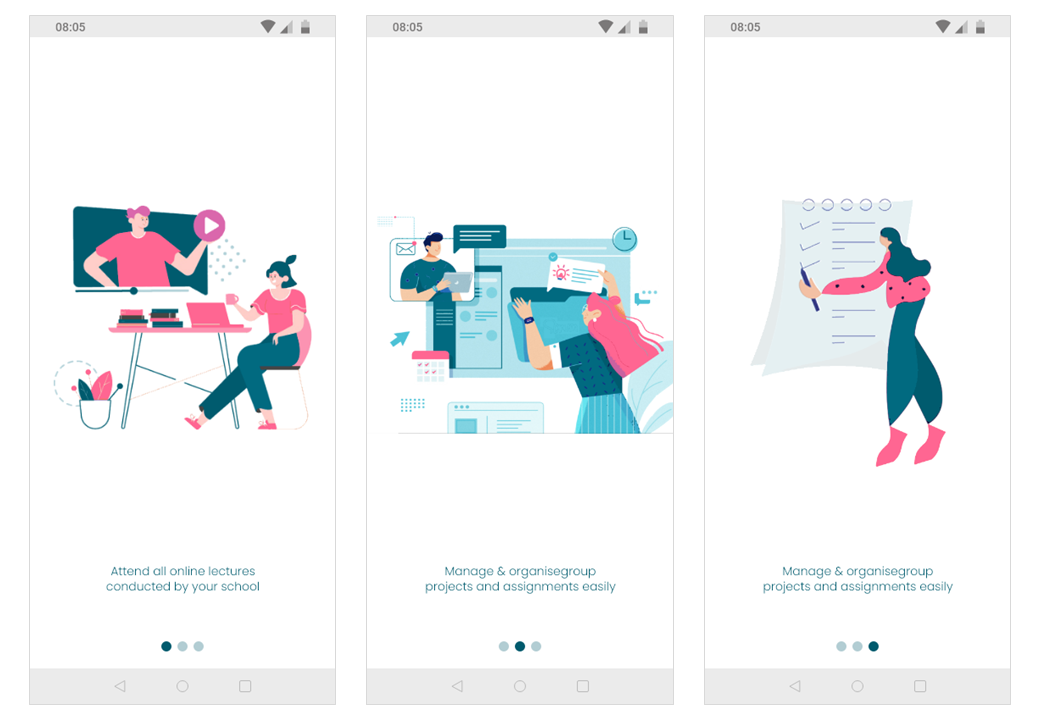 08:05
Attend all online lectures
conducted by your school
08:05
Manage & organisegroup
projects and assignments easily
08:05
Manage & organisegroup
projects and assignments easily